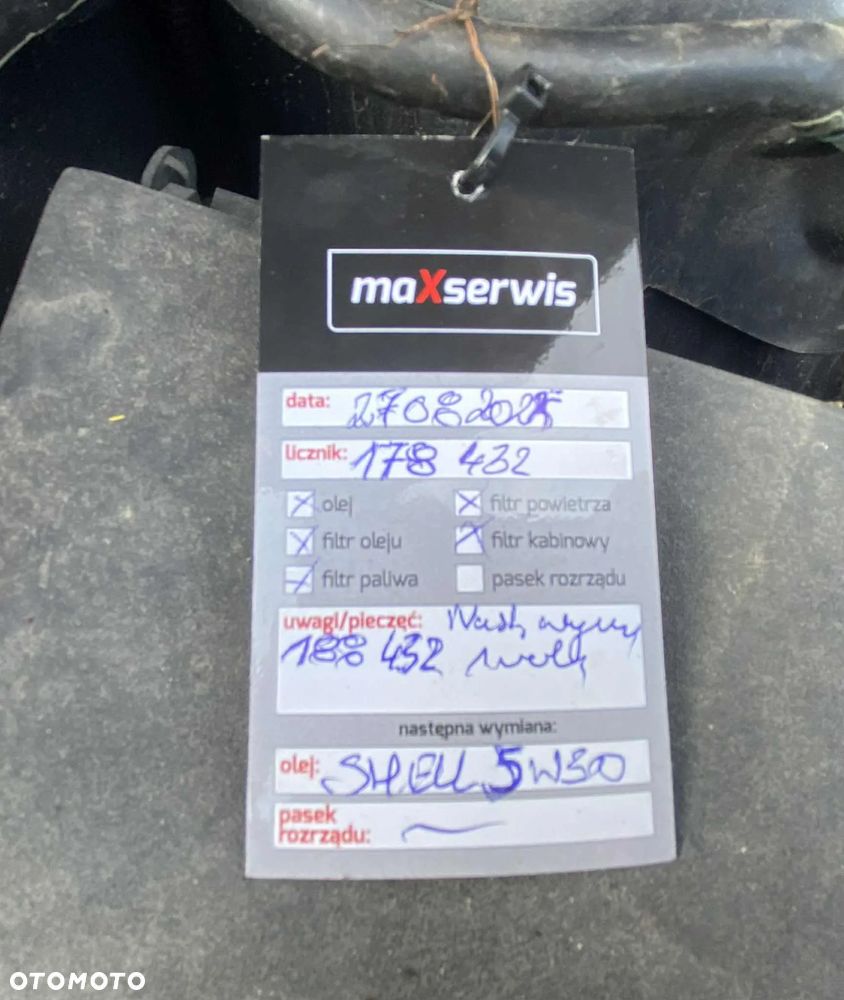 maXserwis
data: 27 08 2025
licznik: 178 432
olej filtr powietrza
filtr oleju filtr kabinowy
filtr paliwa pasek rozrządu
uwagi/pieczęć:
188 432
następna wymiana:
olej: SHELL 5W30
pasek
rozrządu:
OTOMOTO